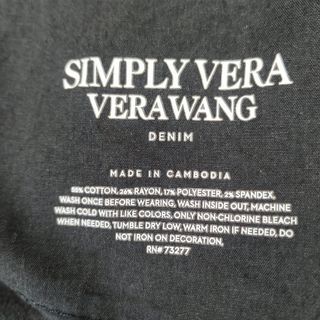 SIMPLY VERA
VERAWANG
DENIM
MADE IN CAMBODIA
55% COTTON, 26% RAYON, 17% POLYESTER, 2% SPANDEX,
WASH ONCE BEFORE WEARING, WASH INSIDE OUT, MACHINE
WASH COLD WITH LIKE COLORS, ONLY NON-CHLORINE BLEACH
WHEN NEEDED, TUMBLE DRY LOW, WARM IRON IF NEEDED, DO
NOT IRON ON DECORATION.
RN# 73277